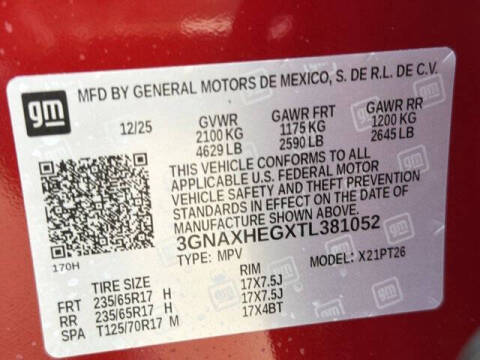 gm MFD BY GENERAL MOTORS DE MEXICO, S. DE R.L. DE C.V.
12/25 GVWR GAWR FRT GAWR RR
2100 KG 1175 KG 1200 KG
4629 LB 2590 LB 2645 LB
THIS VEHICLE CONFORMS TO ALL
APPLICABLE U.S. FEDERAL MOTOR
VEHICLE SAFETY AND THEFT PREVENTION
STANDARDS IN EFFECT ON THE DATE OF
MANUFACTURE SHOWN ABOVE.
3GNAXHEGXTL381052
170H TYPE: MPV MODEL: X21PT26
TIRE SIZE RIM
FRT 235/65R17 H 17X7.5J
RR 235/65R17 H 17X7.5J
SPA T125/70R17 M 17X4BT